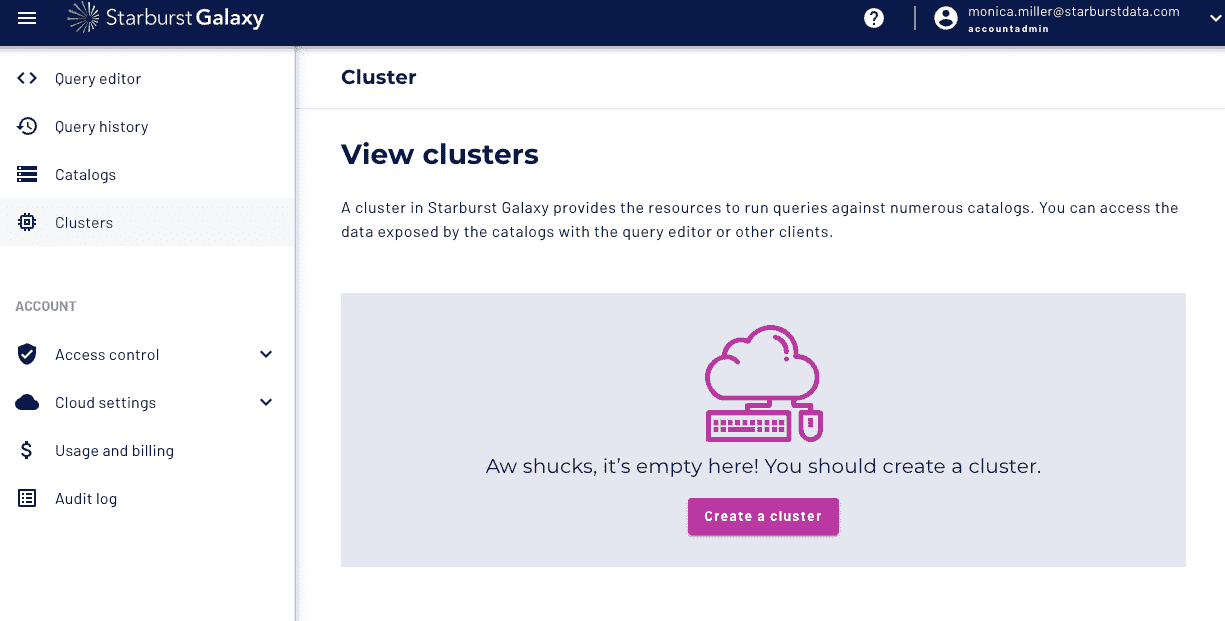 Starburst Galaxy
monica.miller@starburstdata.com
accountadmin
Query editor
Query history
Catalogs
Clusters
ACCOUNT
Access control
Cloud settings
Usage and billing
Audit log
Cluster
View clusters
A cluster in Starburst Galaxy provides the resources to run queries against numerous catalogs. You can access the
data exposed by the catalogs with the query editor or other clients.
Aw shucks, it's empty here! You should create a cluster.
Create a cluster